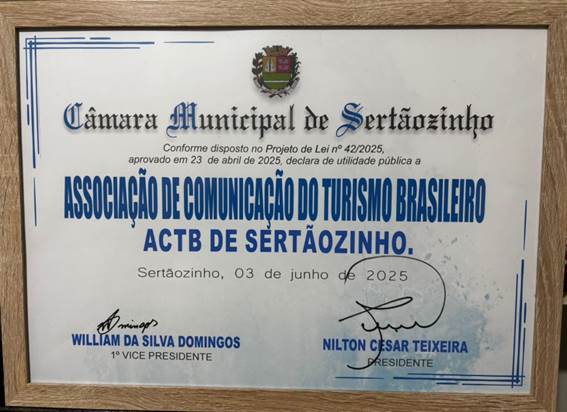 Câmara Municipal de Sertãozinho
Conforme disposto no Projeto de Lei nº 42/2025,
aprovado em 23 de abril de 2025, declara de utilidade pública a
ASSOCIAÇÃO DE COMUNICAÇÃO DO TURISMO BRASILEIRO
ACTB DE SERTÃOZINHO.
Sertãozinho, 03 de junho de 2025
WILLIAM DA SILVA DOMINGOS
1º VICE PRESIDENTE
NILTON CESAR TEIXEIRA
PRESIDENTE